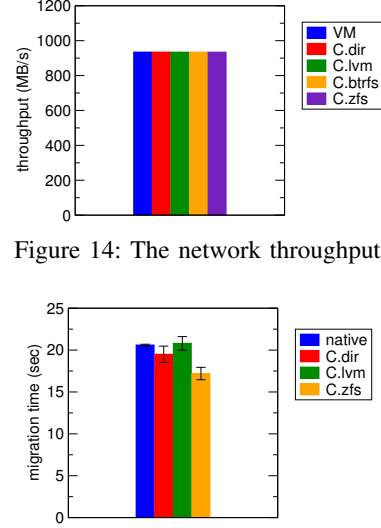 1200
1000
800
600
400
200
0
throughput (MB/s)
VM
C.dir
C.lvm
C.btrfs
C.zfs
Figure 14: The network throughput
25
20
15
10
5
0
migration time (sec)
native
C.dir
C.lvm
C.zfs